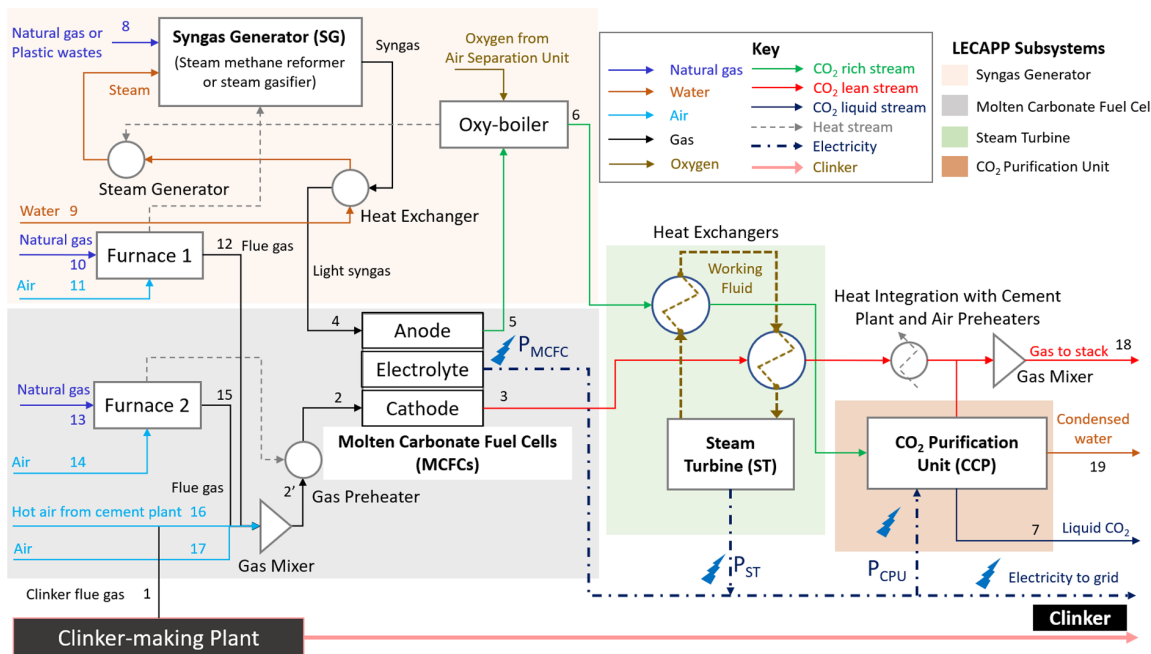 Natural gas or
Plastic wastes
8
Syngas Generator (SG)
(Steam methane reformer
or steam gasifier)
Syngas
Steam
Oxygen from
Air Separation Unit
Oxy-boiler
6
Steam Generator
Heat Exchanger
Water 9
Natural gas
10
Furnace 1
12
Flue gas
Air 11
Light syngas
Key
Natural gas
Water
Air
Gas
Oxygen
CO2 rich stream
CO2 lean stream
CO2 liquid stream
Heat stream
Electricity
Clinker
LECAPP Subsystems
Syngas Generator
Molten Carbonate Fuel Cel
Steam Turbine
CO2 Purification Unit
4
Anode
5
PMCFC
Electrolyte
2
Cathode
3
Molten Carbonate Fuel Cells
(MCFCs)
Natural gas
13
Furnace 2
15
Air 14
Flue gas
2'
Gas Preheater
Hot air from cement plant 16
Air 17
Gas Mixer
Clinker flue gas 1
Clinker-making Plant
Heat Exchangers
Working
Fluid
Steam
Turbine (ST)
PST
Heat Integration with Cement
Plant and Air Preheaters
Gas to stack 18
Gas Mixer
CO2 Purification
Unit (CCP)
Condensed
water
19
7
Liquid CO2
PCPU
Electricity to grid
Clinker